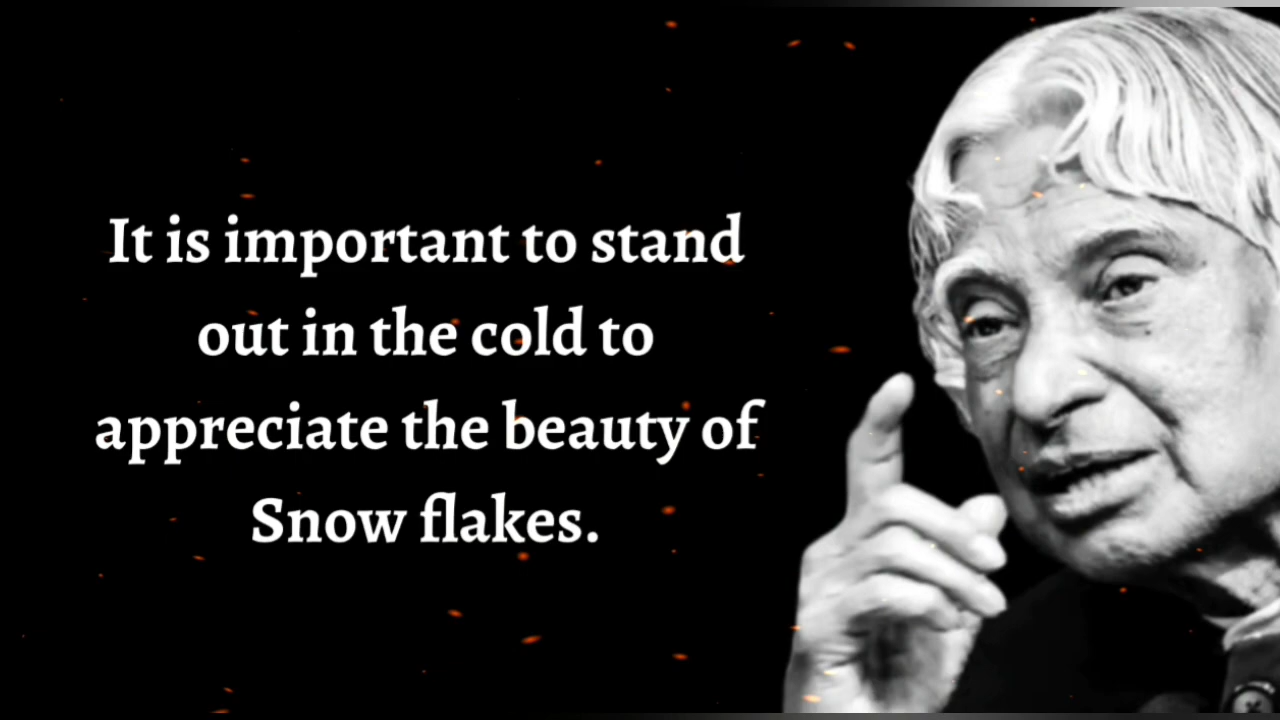 It is important to stand
out in the cold to
appreciate the beauty of
Snow flakes.